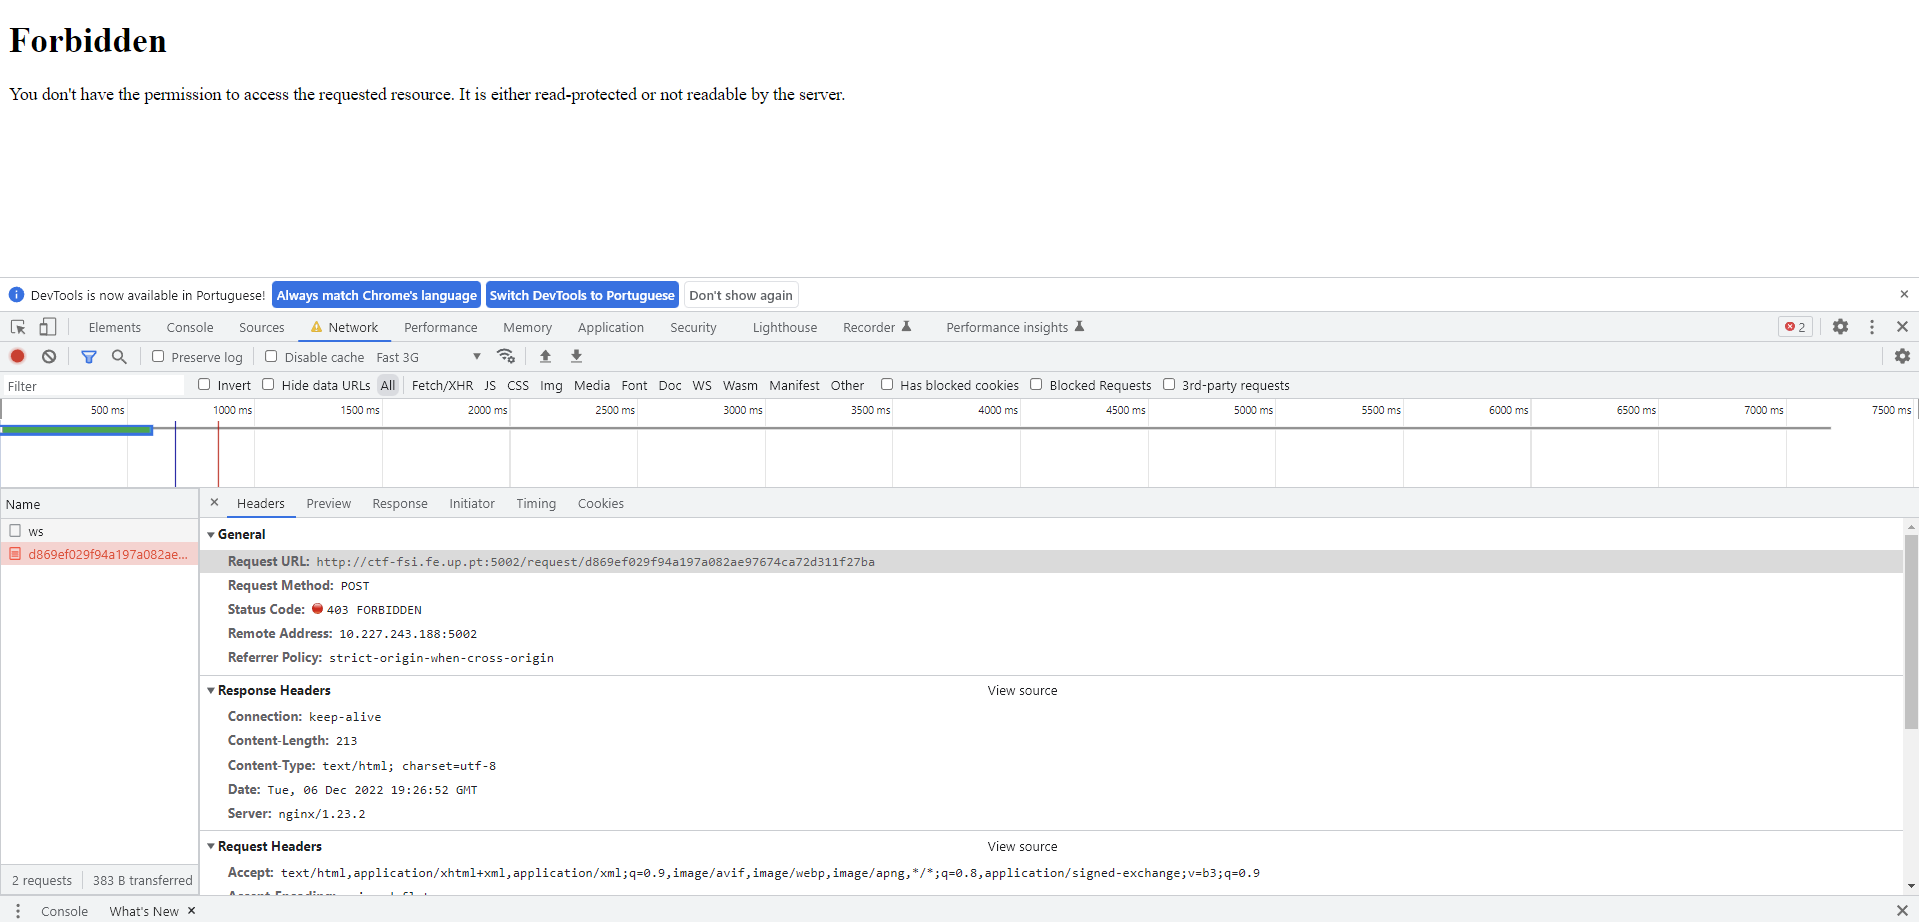 Forbidden
You don't have the permission to access the requested resource. It is either read-protected or not readable by the server.
DevTools is now available in Portuguese! Always match Chrome's language Switch DevTools to Portuguese Don't show again
Elements Console Sources Network Performance Memory Application Security Lighthouse Recorder Performance insights 2
Preserve log Disable cache Fast 3G
Filter Invert Hide data URLs All Fetch/XHR JS CSS Img Media Font Doc WS Wasm Manifest Other Has blocked cookies Blocked Requests 3rd-party requests
500 ms 1000 ms 1500 ms 2000 ms 2500 ms 3000 ms 3500 ms 4000 ms 4500 ms 5000 ms 5500 ms 6000 ms 6500 ms 7000 ms 7500 ms
Name
ws
d869ef029f94a197a082ae...
Headers Preview Response Initiator Timing Cookies
General
Request URL: http://ctf-fsi.fe.up.pt:5002/request/d869ef029f94a197a082ae97674ca72d311f27ba
Request Method: POST
Status Code: 403 FORBIDDEN
Remote Address: 10.227.243.188:5002
Referrer Policy: strict-origin-when-cross-origin
Response Headers View source
Connection: keep-alive
Content-Length: 213
Content-Type: text/html; charset=utf-8
Date: Tue, 06 Dec 2022 19:26:52 GMT
Server: nginx/1.23.2
Request Headers View source
Accept: text/html,application/xhtml+xml,application/xml;q=0.9,image/avif,image/webp,image/apng,*/*;q=0.8,application/signed-exchange;v=b3;q=0.9
2 requests 383 B transferred
Console What's New